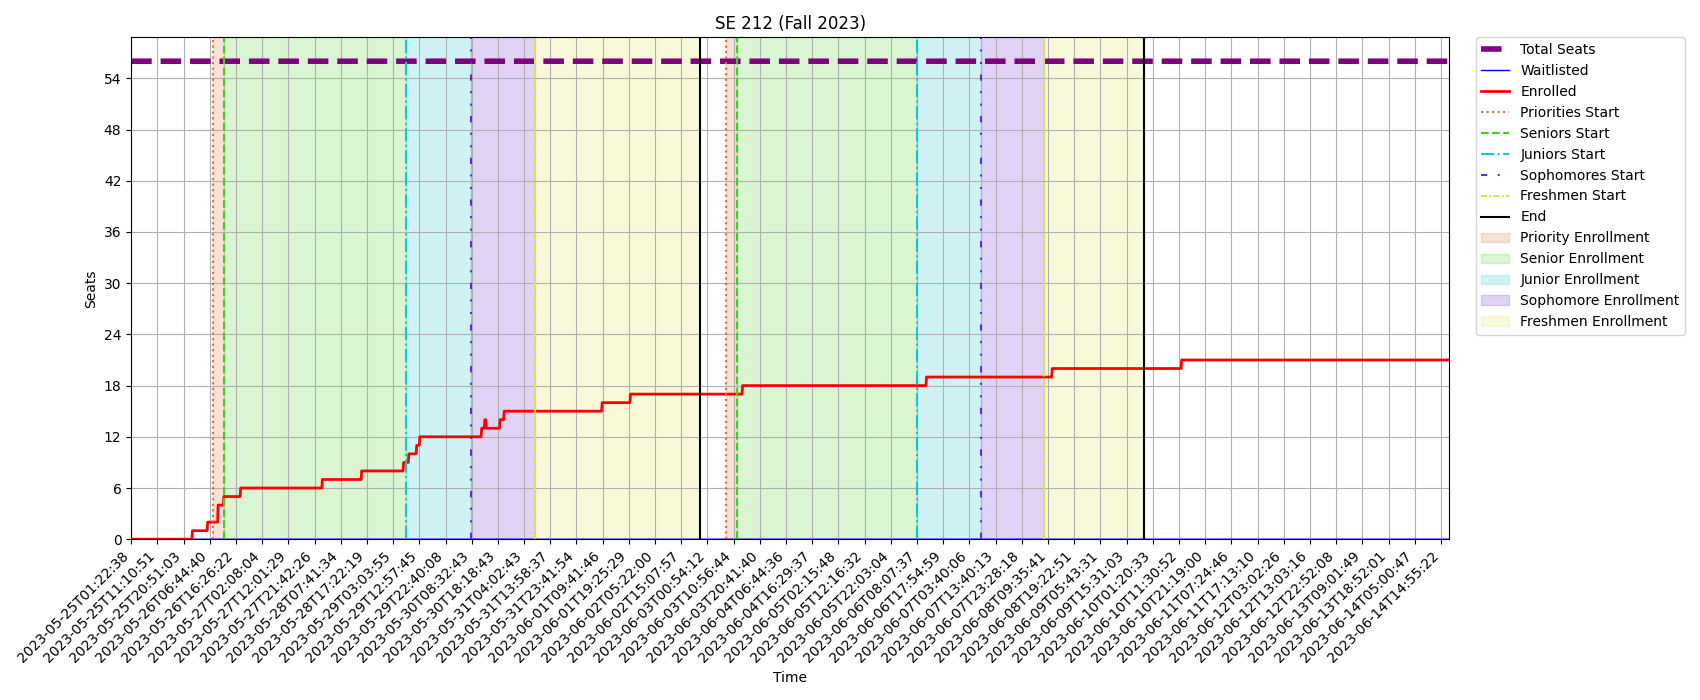 SE 212 (Fall 2023)
Total Seats
Waitlisted
Enrolled
Priorities Start
Seniors Start
Juniors Start
Sophomores Start
Freshmen Start
End
Priority Enrollment
Senior Enrollment
Junior Enrollment
Sophomore Enrollment
Freshmen Enrollment
Seats
54
48
42
36
30
24
18
12
6
0
2023-05-25T01:22:38
2023-05-25T11:10:51
2023-05-25T20:51:03
2023-05-26T06:44:40
2023-05-26T16:26:22
2023-05-27T02:08:04
2023-05-27T12:01:29
2023-05-27T21:42:26
2023-05-28T07:41:34
2023-05-28T17:22:19
2023-05-29T03:03:55
2023-05-29T12:57:45
2023-05-29T22:40:08
2023-05-30T08:32:43
2023-05-30T18:18:43
2023-05-31T04:02:43
2023-05-31T13:58:37
2023-05-31T23:41:54
2023-06-01T09:41:46
2023-06-01T19:25:29
2023-06-02T05:22:00
2023-06-02T15:07:57
2023-06-03T00:54:12
2023-06-03T10:56:44
2023-06-03T20:41:40
2023-06-04T06:44:36
2023-06-04T16:29:37
2023-06-05T02:15:48
2023-06-05T12:16:32
2023-06-05T22:03:04
2023-06-06T08:07:37
2023-06-06T17:54:59
2023-06-07T03:40:06
2023-06-07T13:40:13
2023-06-07T23:28:18
2023-06-08T09:35:41
2023-06-08T19:22:51
2023-06-09T05:43:31
2023-06-09T15:31:03
2023-06-10T01:20:33
2023-06-10T11:30:52
2023-06-10T21:19:00
2023-06-11T07:24:46
2023-06-11T17:13:10
2023-06-12T03:02:26
2023-06-12T13:03:16
2023-06-12T22:52:08
2023-06-13T09:01:49
2023-06-13T18:52:01
2023-06-14T05:00:47
2023-06-14T14:55:22
Time